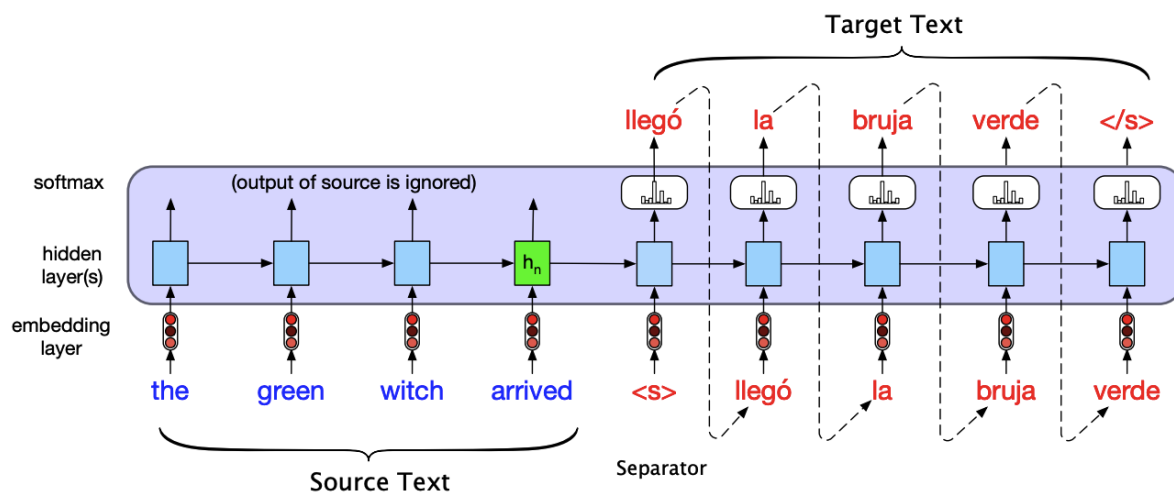 Target Text
llegó la bruja verde </s>
softmax (output of source is ignored)
hidden
layer(s) hₙ
embedding
layer
the green witch arrived <s> llegó la bruja verde
Source Text Separator